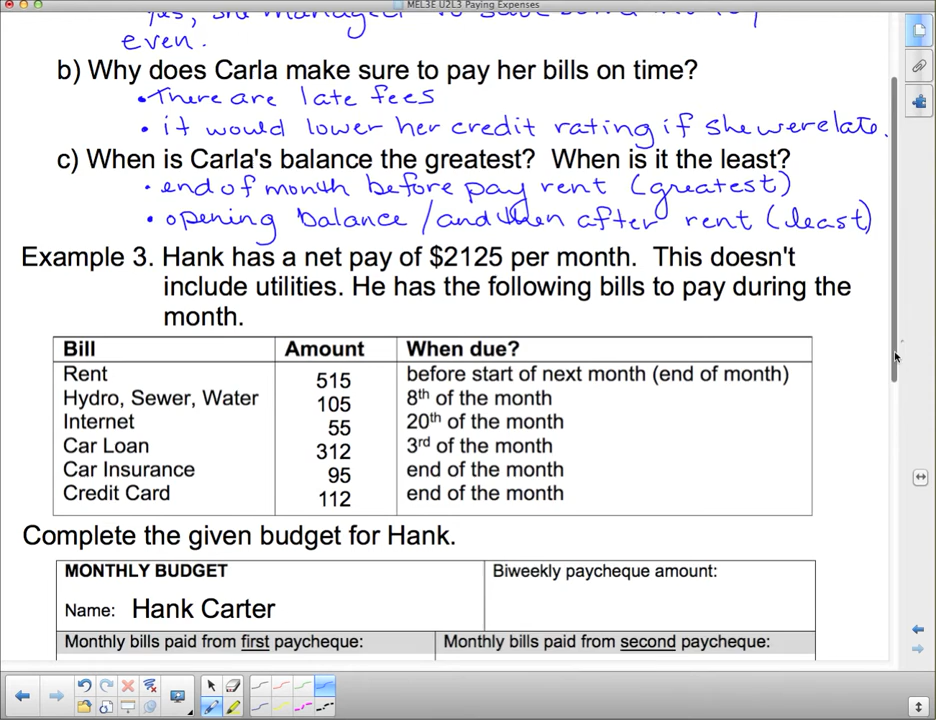 MEL3E U2L3 Paying Expenses
yes, she managed to save
even.
b) Why does Carla make sure to pay her bills on time?
• There are late fees
• it would lower her credit rating if she were late.
c) When is Carla's balance the greatest? When is it the least?
• end of month before pay rent (greatest)
• opening balance / and then after rent (least)
Example 3. Hank has a net pay of $2125 per month. This doesn't
include utilities. He has the following bills to pay during the
month.
Bill Amount When due?
Rent 515 before start of next month (end of month)
Hydro, Sewer, Water 105 8th of the month
Internet 55 20th of the month
Car Loan 312 3rd of the month
Car Insurance 95 end of the month
Credit Card 112 end of the month
Complete the given budget for Hank.
MONTHLY BUDGET Biweekly paycheque amount:
Name: Hank Carter
Monthly bills paid from first paycheque: Monthly bills paid from second paycheque: